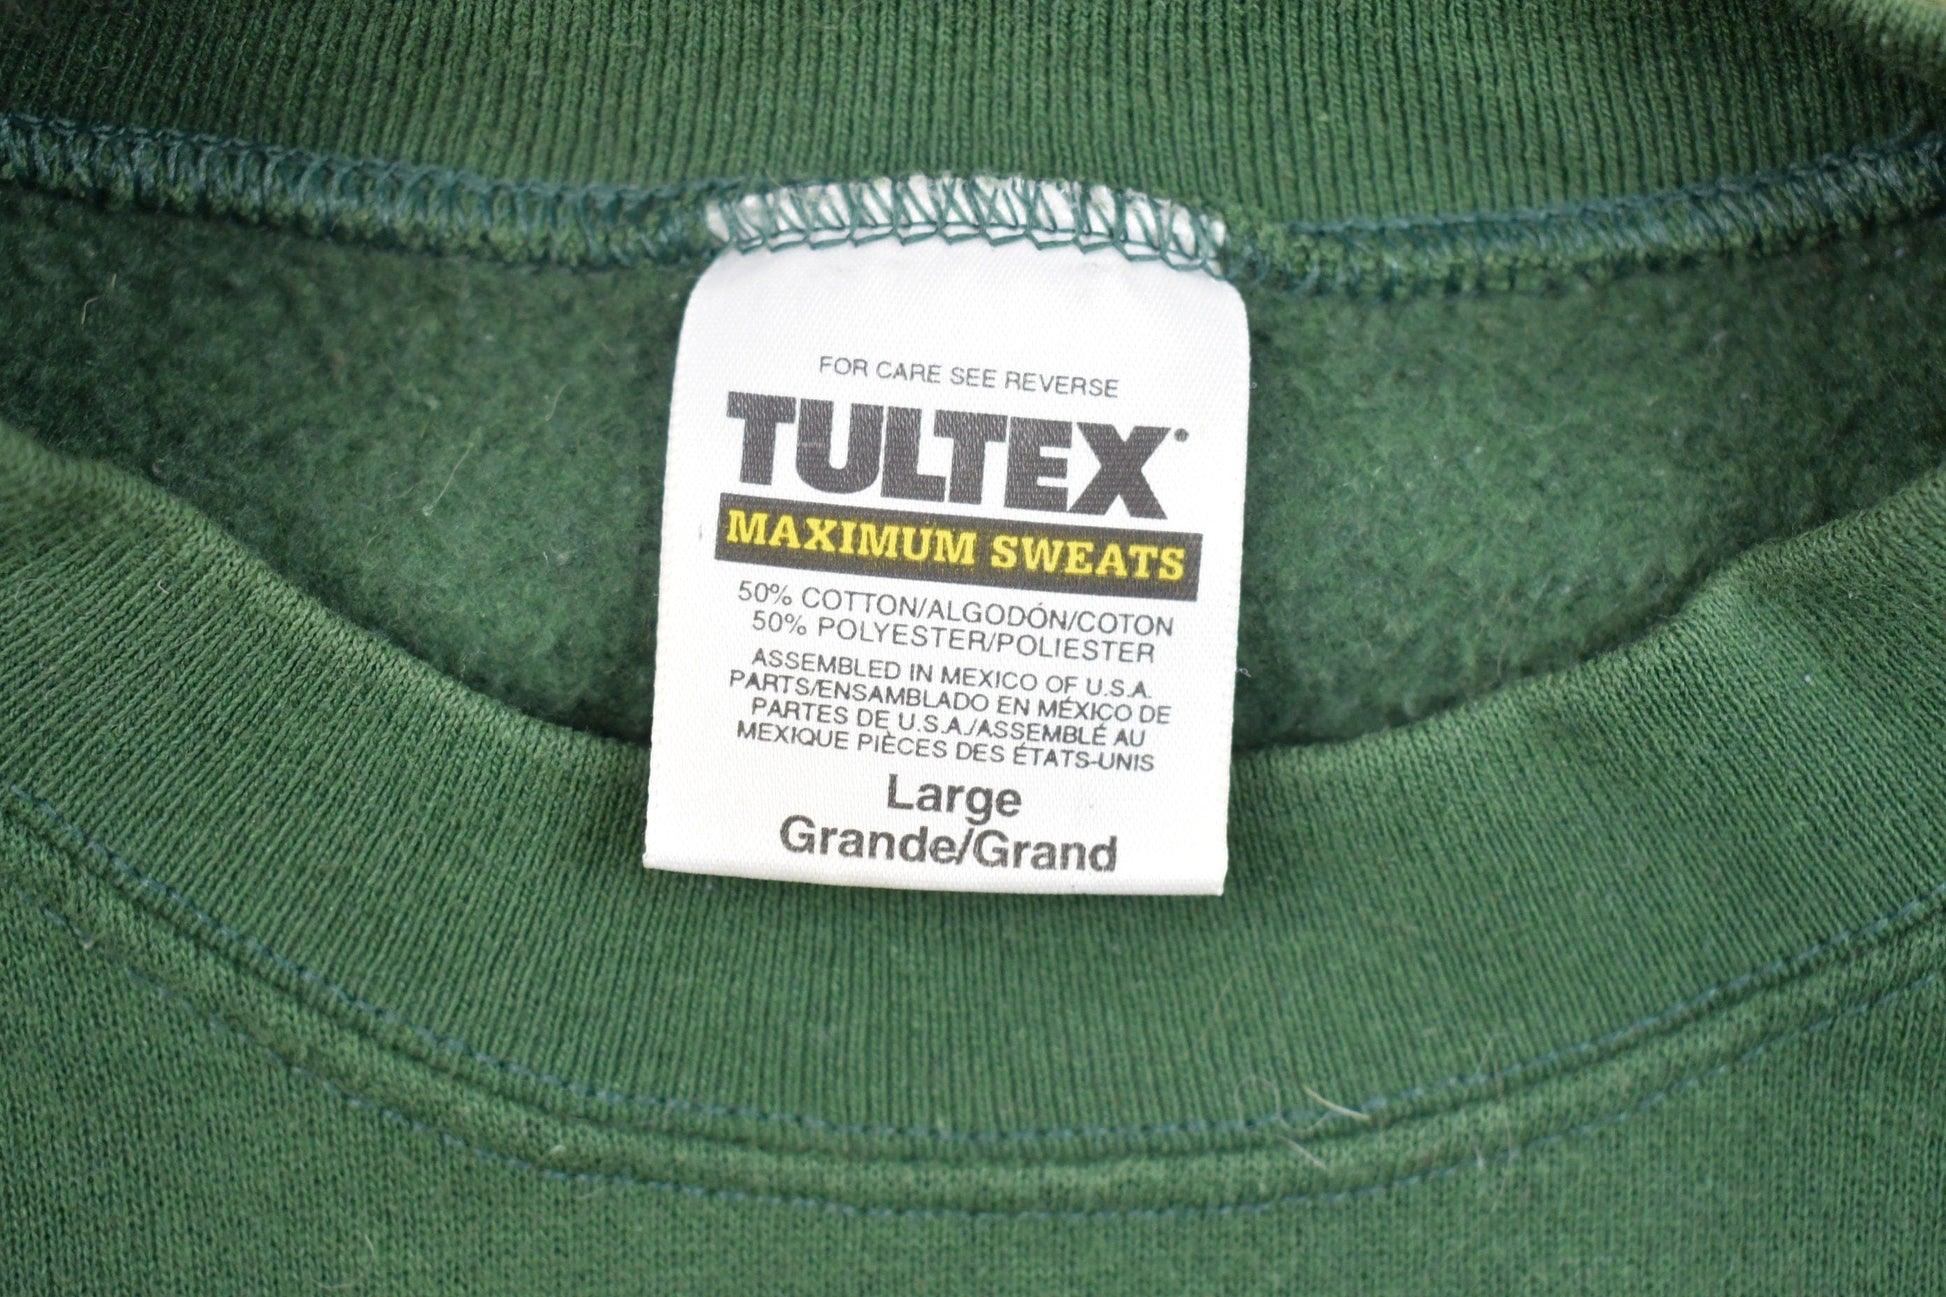 FOR CARE SEE REVERSE
TULTEX®
MAXIMUM SWEATS
50% COTTON/ALGODÓN/COTON
50% POLYESTER/POLIESTER
ASSEMBLED IN MEXICO OF U.S.A.
PARTS/ENSAMBLADO EN MÉXICO DE
PARTES DE U.S.A./ASSEMBLÉ AU
MEXIQUE PIÈCES DES ÉTATS-UNIS
Large
Grande/Grand